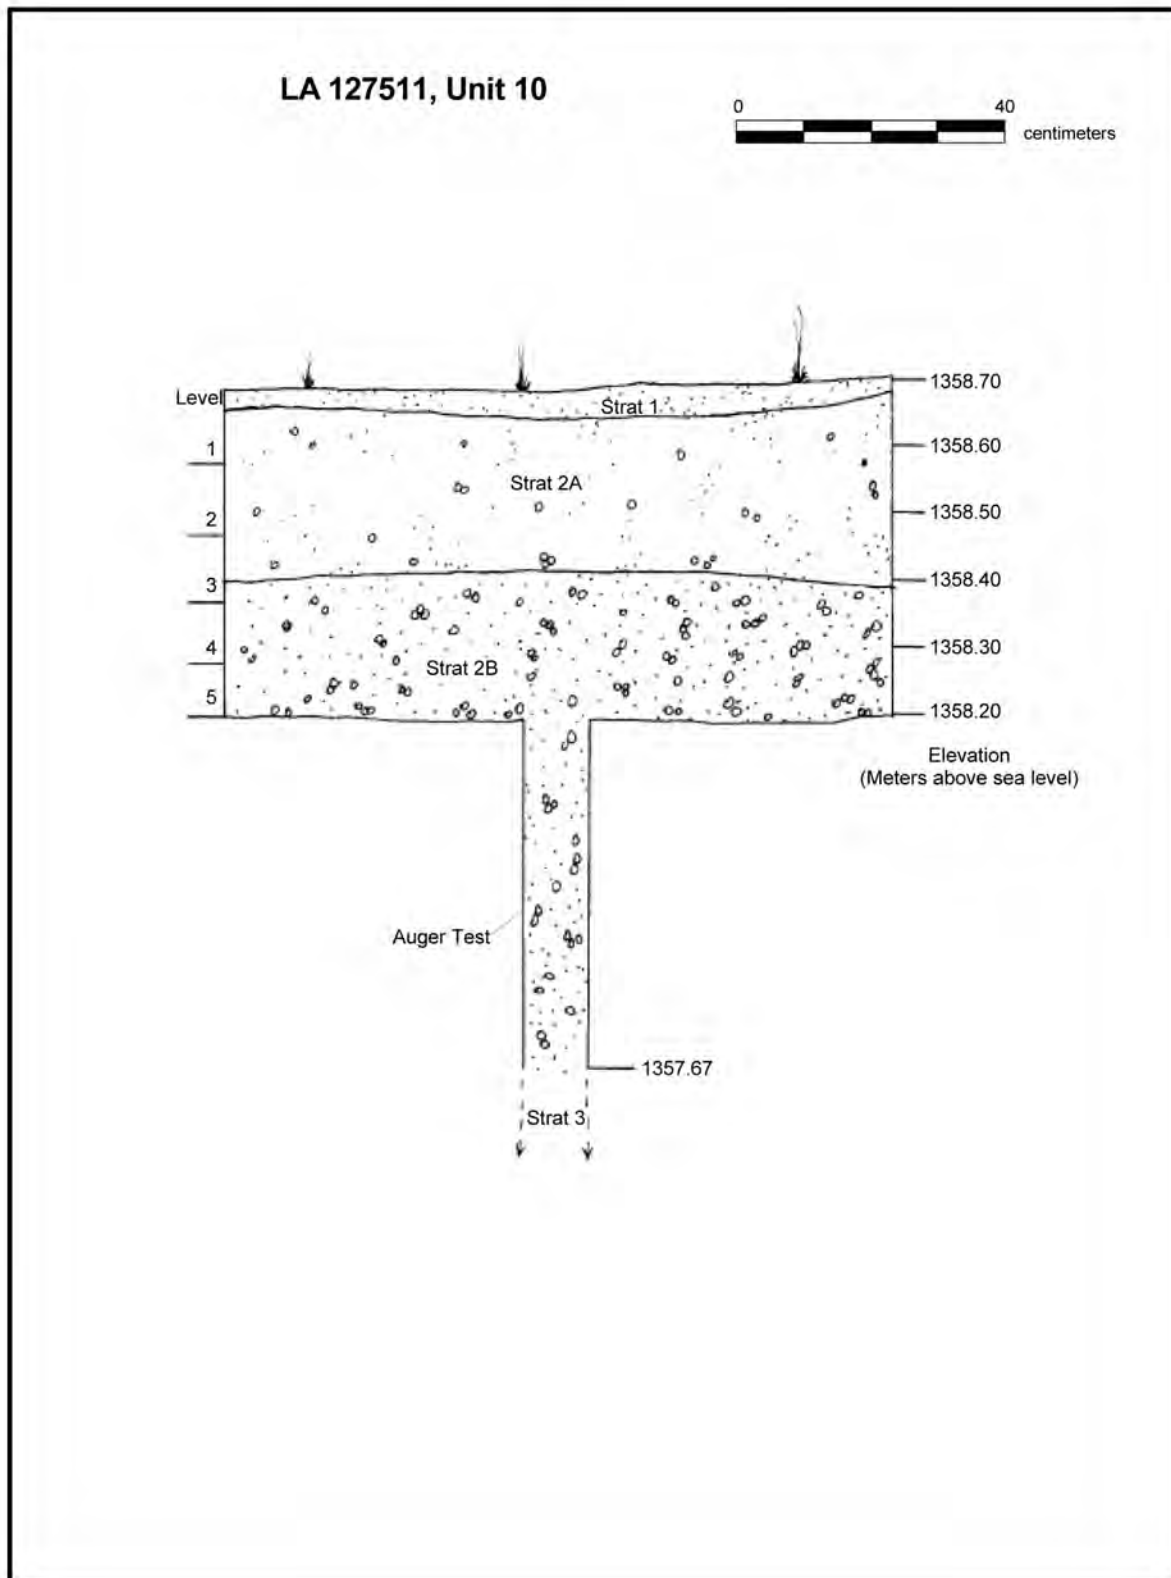 LA 127511, Unit 10
0 40
centimeters
Level
1358.70
Strat 1
1
1358.60
Strat 2A
2
1358.50
3
1358.40
4
1358.30
Strat 2B
5
1358.20
Elevation
(Meters above sea level)
Auger Test
1357.67
Strat 3